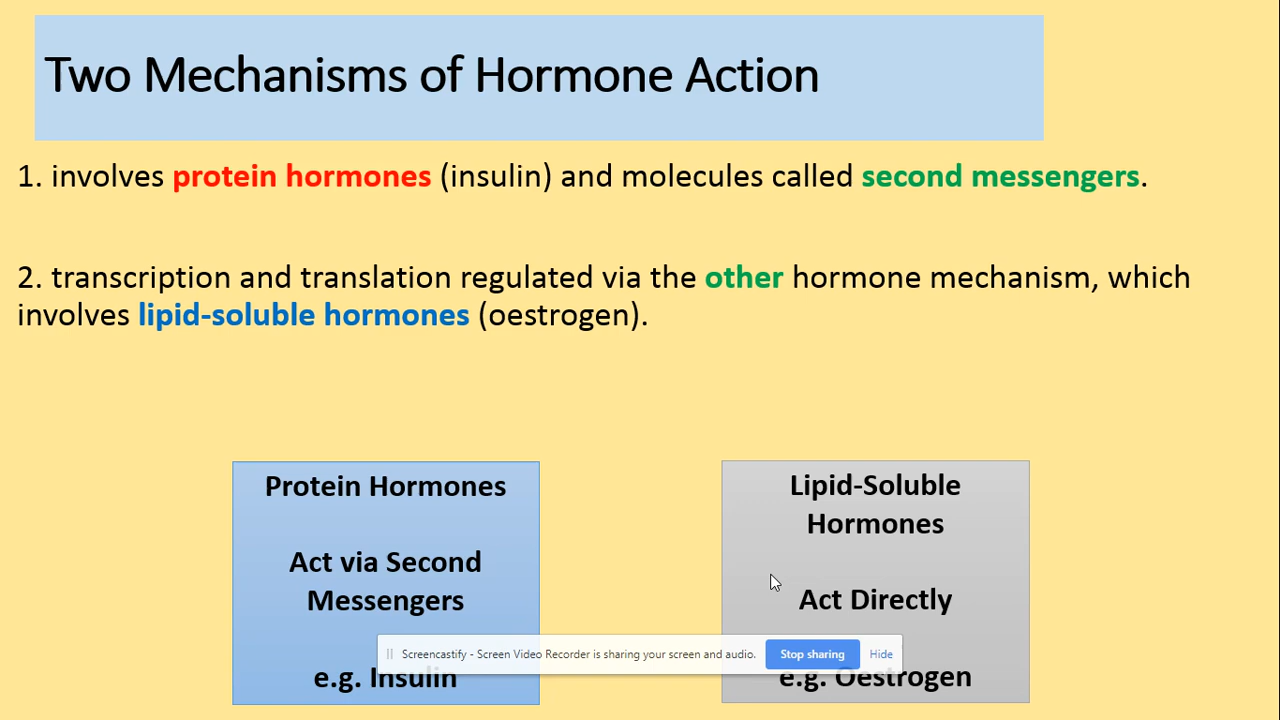 Two Mechanisms of Hormone Action
1. involves protein hormones (insulin) and molecules called second messengers.
2. transcription and translation regulated via the other hormone mechanism, which
involves lipid-soluble hormones (oestrogen).
Protein Hormones
Act via Second
Messengers
e.g. Insulin
Lipid-Soluble
Hormones
Act Directly
e.g. Oestrogen
Screencastify - Screen Video Recorder is sharing your screen and audio.
Stop sharing
Hide